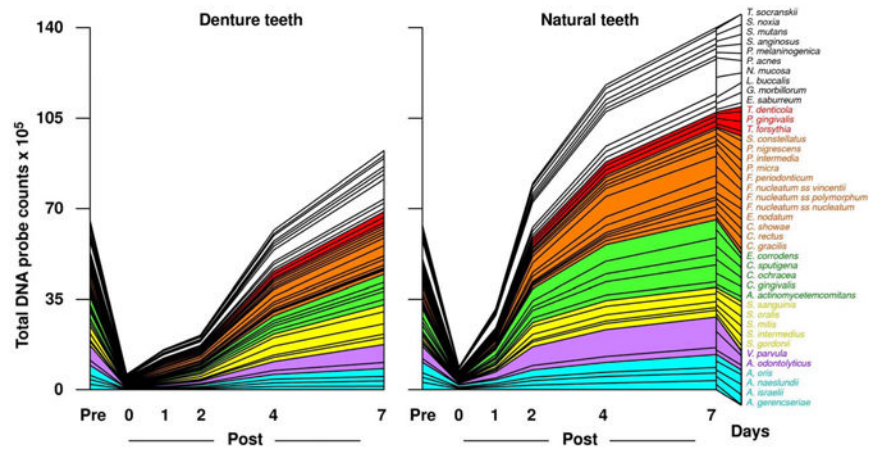 Denture teeth
Natural teeth
Total DNA probe counts x 10⁵
140
105
70
35
0
Pre 0 1 2 4 7
Post
Pre 0 1 2 4 7
Post
Days
T. socranskii
S. noxia
S. mutans
S. anginosus
P. melaninogenica
P. acnes
N. mucosa
L. buccalis
G. morbillorum
E. saburreum
T. denticola
P. gingivalis
T. forsythia
S. constellatus
P. nigrescens
P. intermedia
P. micra
F. periodonticum
F. nucleatum ss vincentii
F. nucleatum ss polymorphum
F. nucleatum ss nucleatum
E. nodatum
C. showae
C. rectus
C. gracilis
E. corrodens
C. sputigena
C. ochracea
C. gingivalis
A. actinomycetemcomitans
S. sanguinis
S. oralis
S. mitis
S. intermedius
S. gordonii
V. parvula
A. odontolyticus
A. oris
A. naeslundii
A. israelii
A. gerencseriae